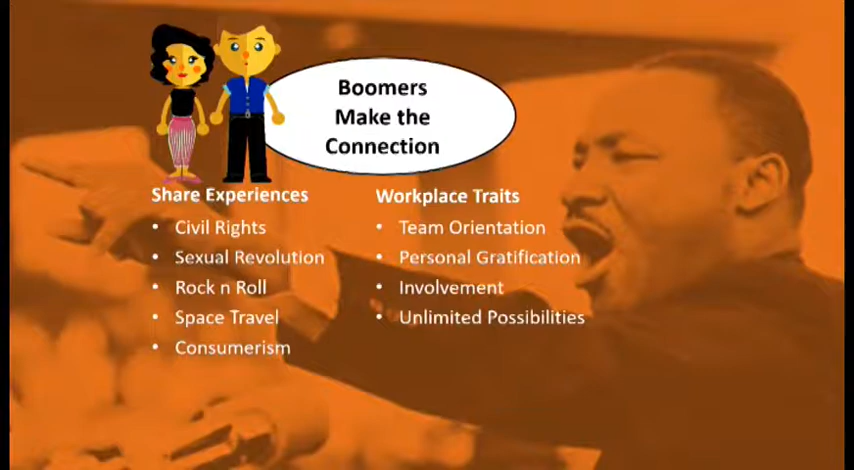 Boomers
Make the
Connection
Share Experiences
• Civil Rights
• Sexual Revolution
• Rock n Roll
• Space Travel
• Consumerism
Workplace Traits
• Team Orientation
• Personal Gratification
• Involvement
• Unlimited Possibilities